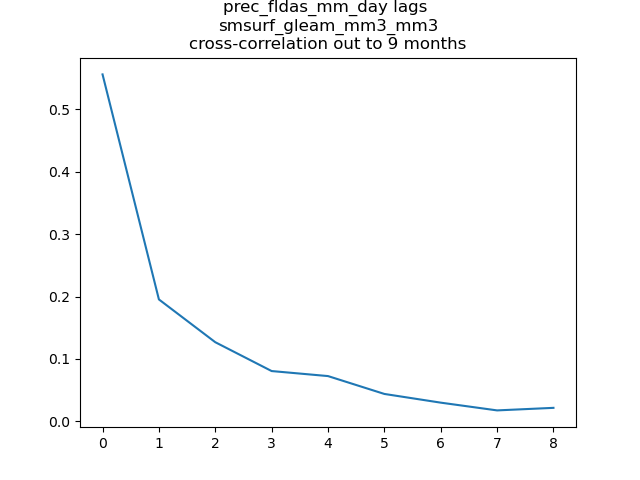 prec_fldas_mm_day lags
smsurf_gleam_mm3_mm3
cross-correlation out to 9 months
0.5
0.4
0.3
0.2
0.1
0.0
0 1 2 3 4 5 6 7 8